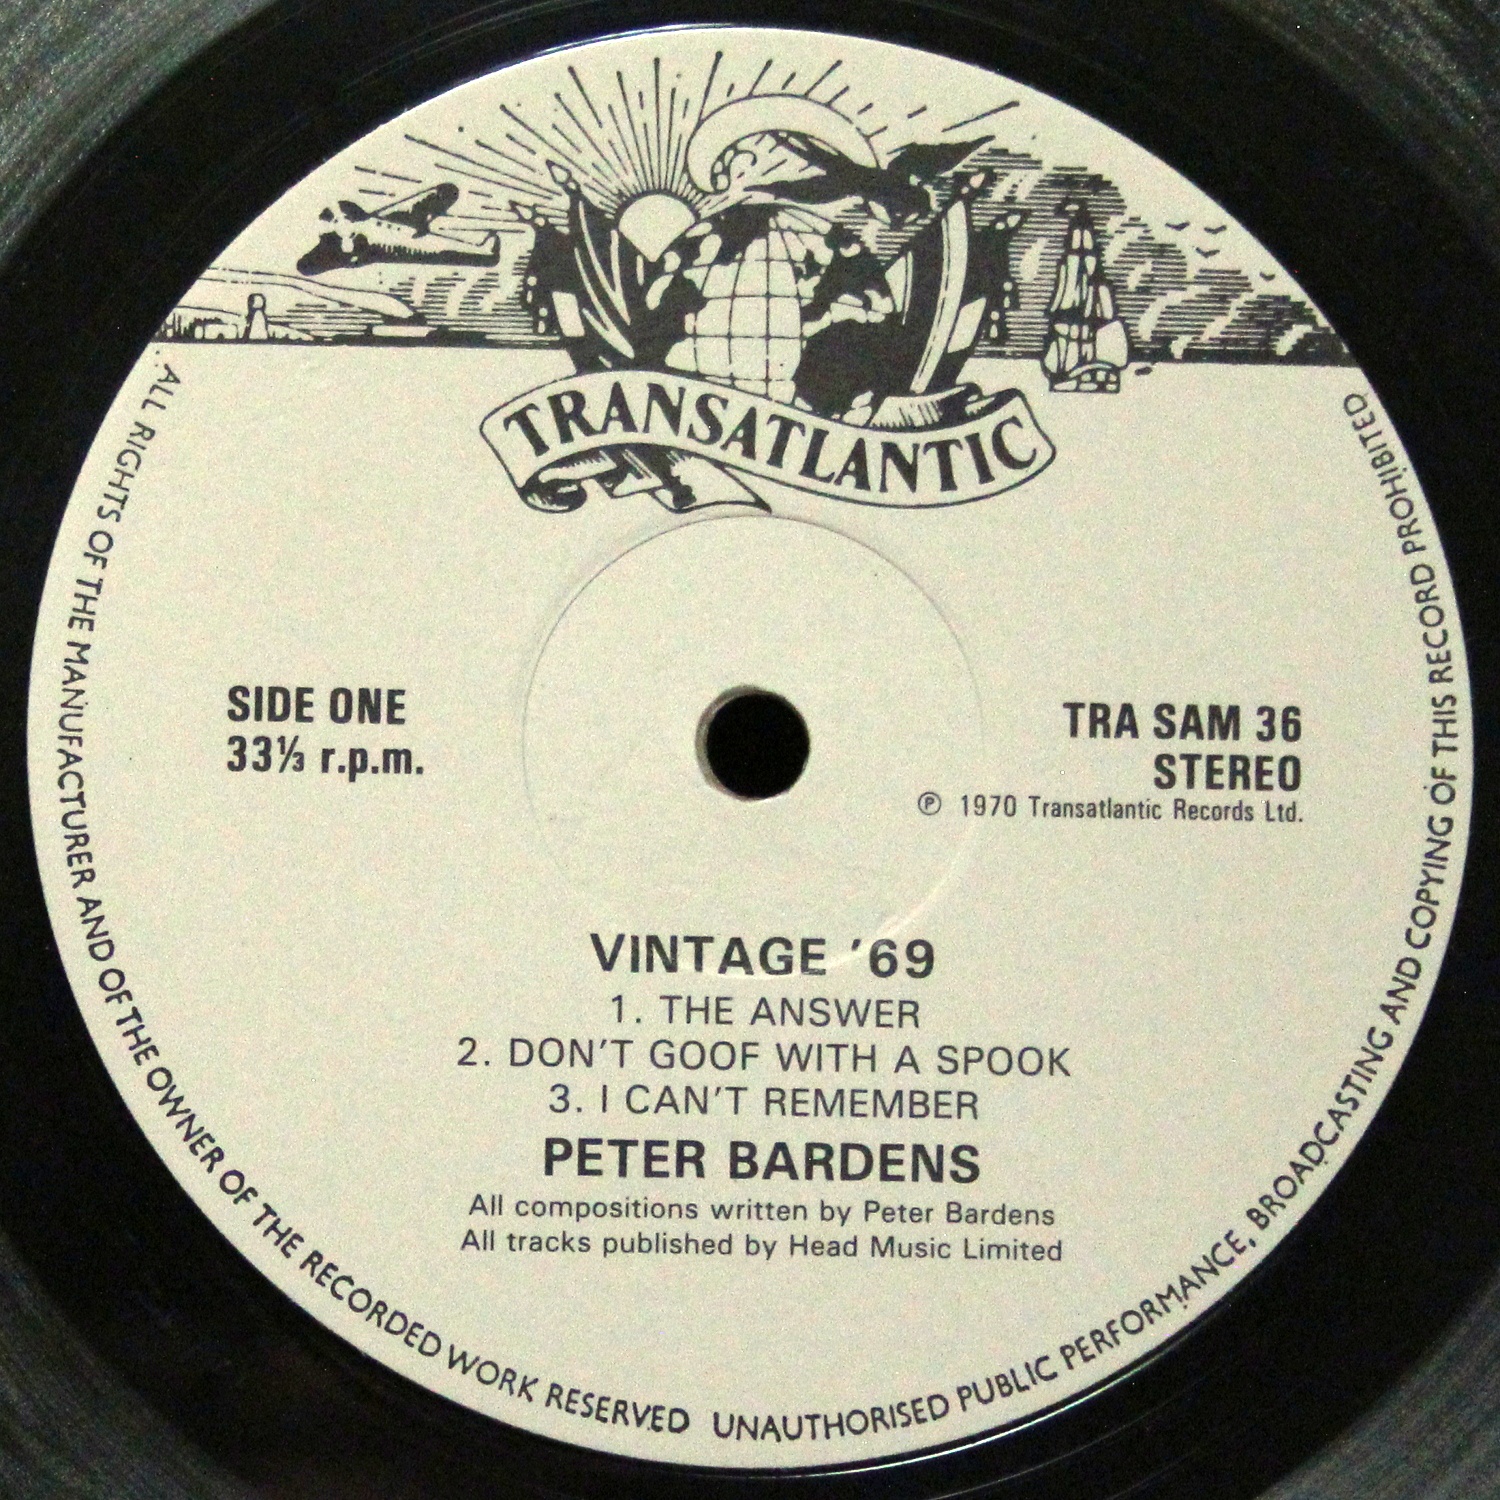 TRANSATLANTIC
SIDE ONE
33⅓ r.p.m.
TRA SAM 36
STEREO
℗ 1970 Transatlantic Records Ltd.
VINTAGE '69
1. THE ANSWER
2. DON'T GOOF WITH A SPOOK
3. I CAN'T REMEMBER
PETER BARDENS
All compositions written by Peter Bardens
All tracks published by Head Music Limited
ALL RIGHTS OF THE MANUFACTURER AND OF THE OWNER OF THE RECORDED WORK RESERVED UNAUTHORISED PUBLIC PERFORMANCE, BROADCASTING AND COPYING OF THIS RECORD PROHIBITED